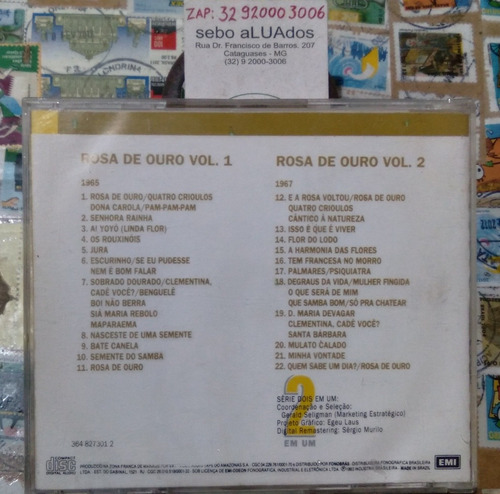 ZAP: 32 92000 3006
sebo aLUAdos
Rua Dr. Francisco de Barros. 207
Cataguases - MG
(32) 9 2000-3006
ROSA DE OURO VOL. 1
1965
1. ROSA DE OURO/QUATRO CRIOULOS
DONA CAROLA/PAM-PAM-PAM
2. SENHORA RAINHA
3. AI YOYÔ (LINDA FLOR)
4. OS ROUXINÓIS
5. JURA
6. ESCURINHO/SE EU PUDESSE
NEM É BOM FALAR
7. SOBRADO DOURADO/CLEMENTINA,
CADÊ VOCÊ?/BENGUELÊ
BOI NÃO BERRA
SIÁ MARIA REBOLO
MAPARAEMA
8. NASCESTE DE UMA SEMENTE
9. BATE CANELA
10. SEMENTE DO SAMBA
11. ROSA DE OURO
364 827301 2
ROSA DE OURO VOL. 2
1967
12. E A ROSA VOLTOU/ROSA DE OURO
QUATRO CRIOULOS
CÂNTICO À NATUREZA
13. ISSO É QUE É VIVER
14. FLOR DO LODO
15. A HARMONIA DAS FLORES
16. TEM FRANCESA NO MORRO
17. PALMARES/PSIQUIATRA
18. DEGRAUS DA VIDA/MULHER FINGIDA
O QUE SERÁ DE MIM
QUE SAMBA BOM/SÓ PRA CHATEAR
19. D. MARIA DEVAGAR
CLEMENTINA, CADÊ VOCÊ?
SANTA BARBARA
20. MULATO CALADO
21. MINHA VONTADE
22. QUEM SABE UM DIA?/ROSA DE OURO
2
SÉRIE DOIS EM UM:
Coordenação e Seleção:
Gerald Seligman (Marketing Estratégico)
Projeto Gráfico: Egeu Laus
Digital Remastering: Sérgio Murilo
EM UM
COMPACT
disc
DIGITAL AUDIO
EMI